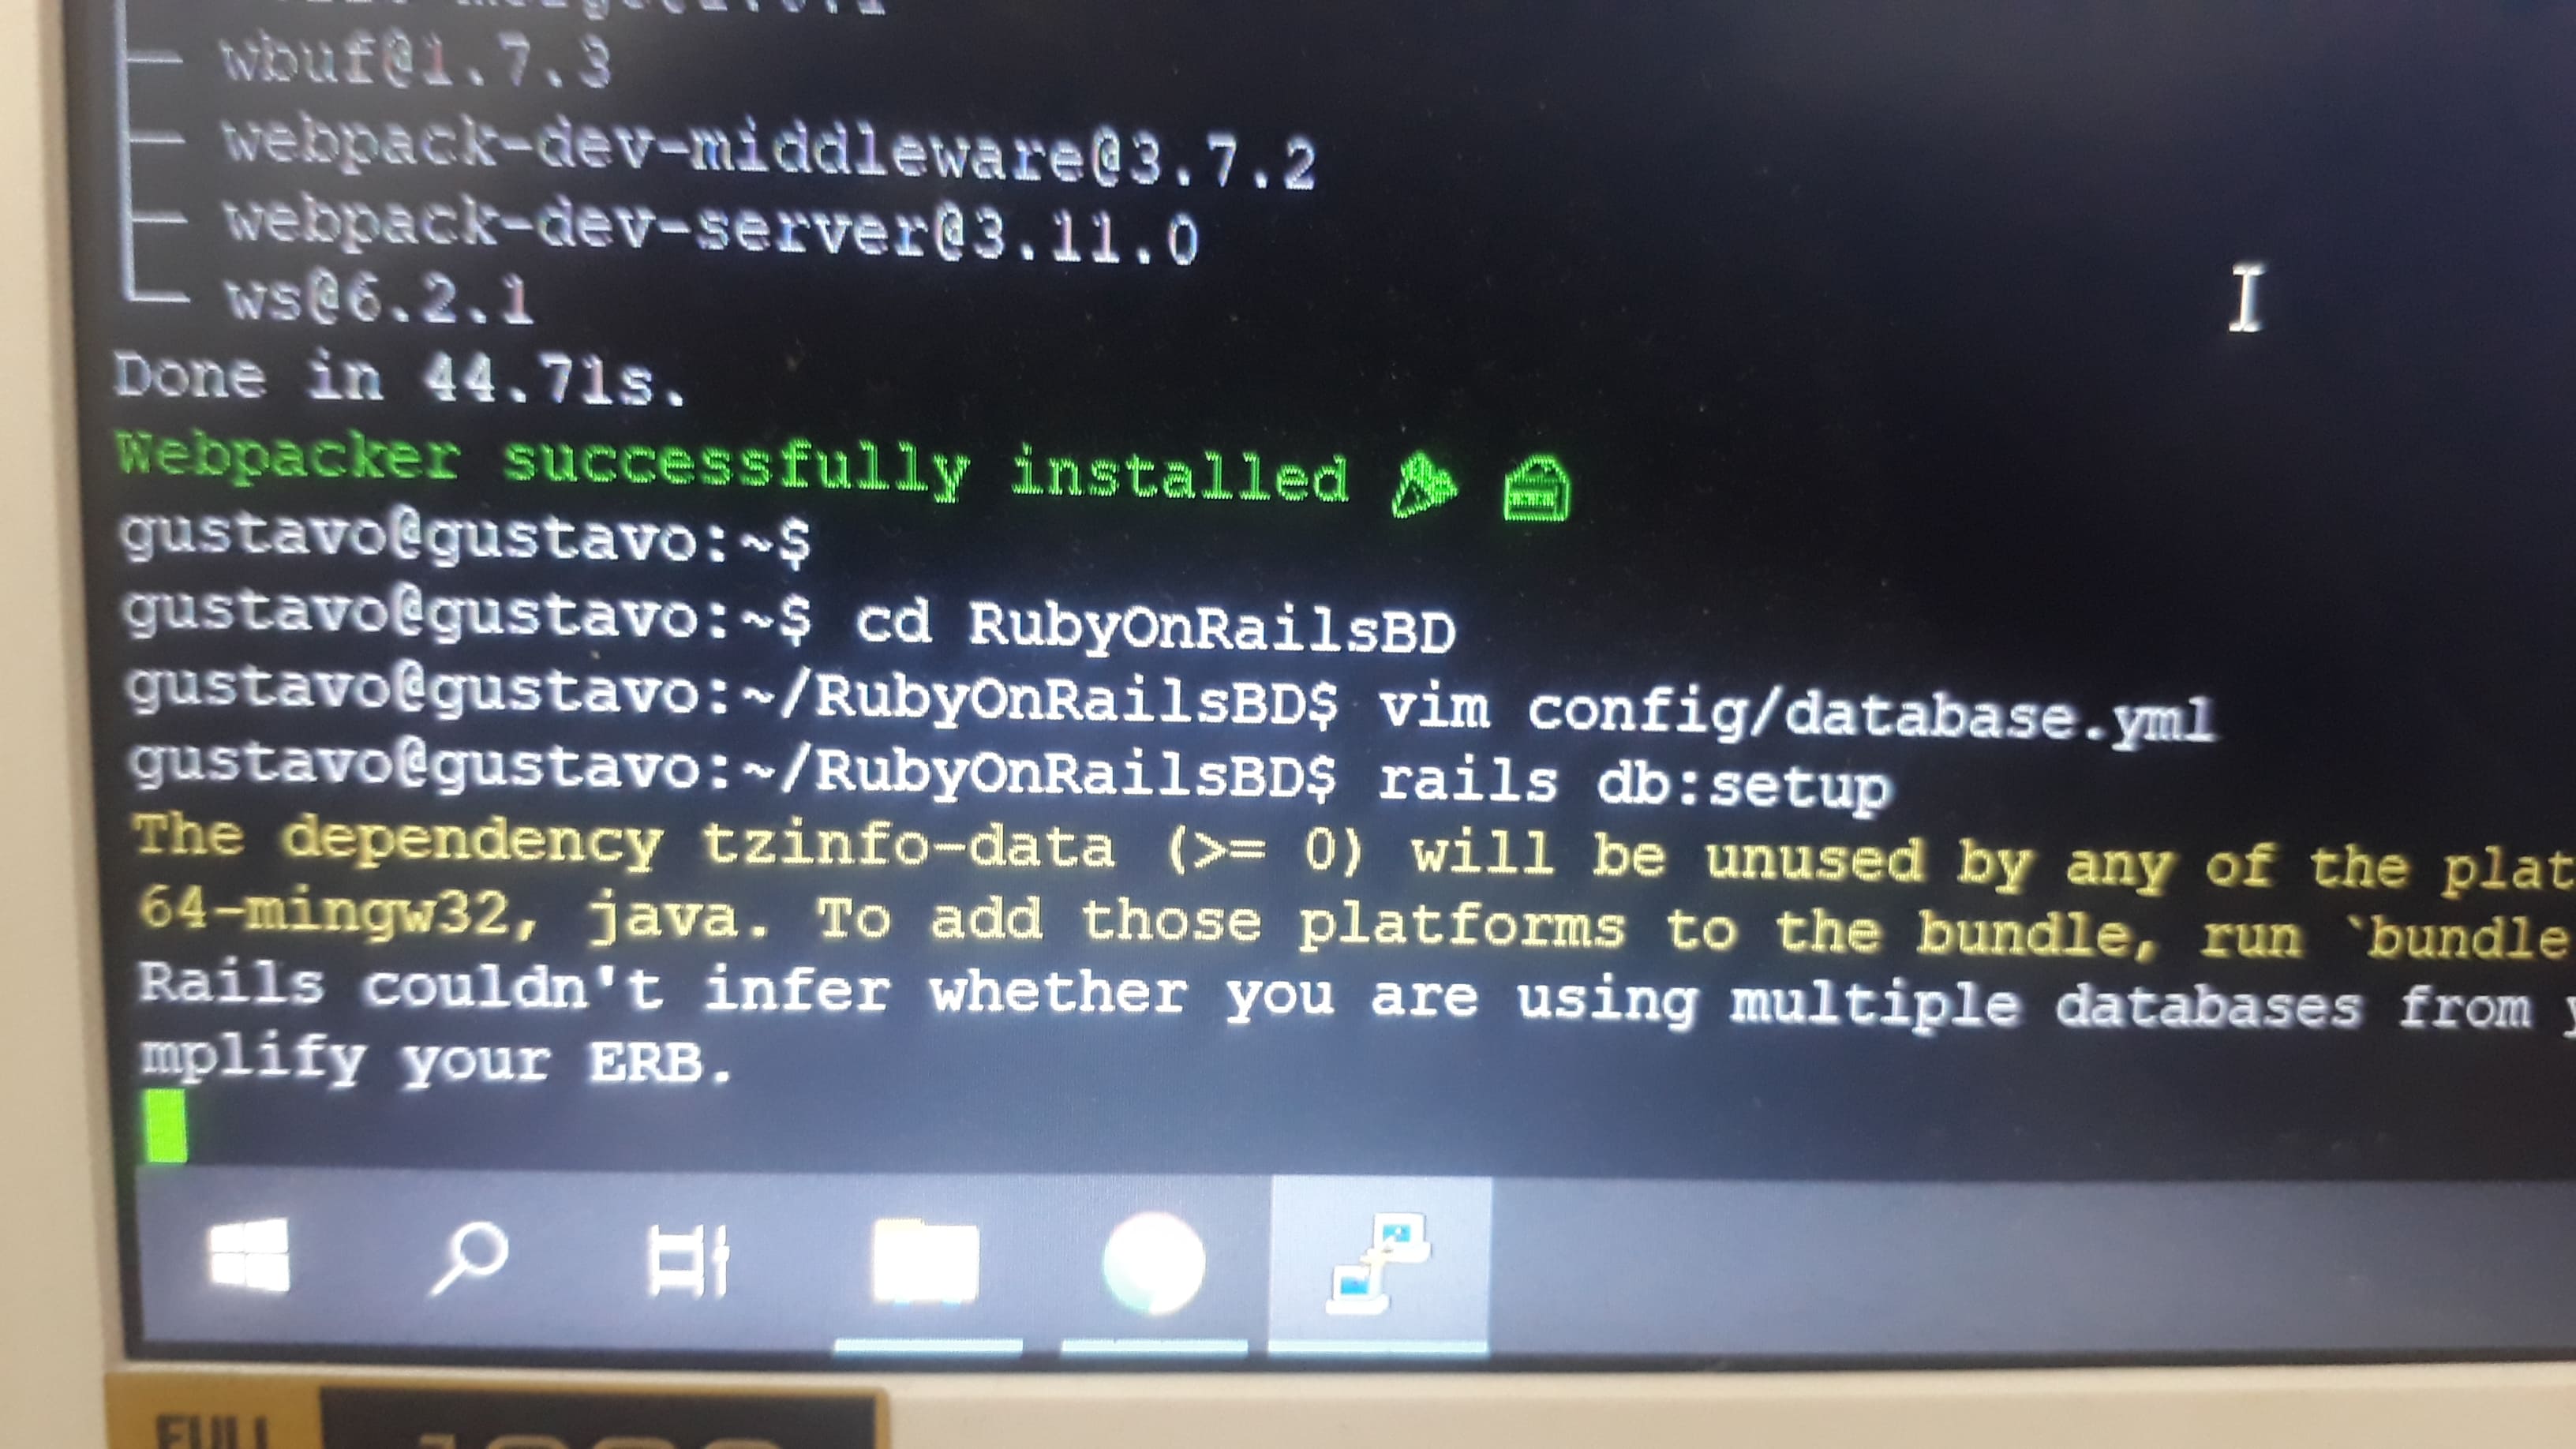 wbuf@1.7.3
webpack-dev-middleware@3.7.2
webpack-dev-server@3.11.0
ws@6.2.1
Done in 44.71s.
Webpacker successfully installed 🎉 🍰
gustavo@gustavo:~$
gustavo@gustavo:~$ cd RubyOnRailsBD
gustavo@gustavo:~/RubyOnRailsBD$ vim config/database.yml
gustavo@gustavo:~/RubyOnRailsBD$ rails db:setup
The dependency tzinfo-data (>= 0) will be unused by any of the plat
64-mingw32, java. To add those platforms to the bundle, run `bundle
Rails couldn't infer whether you are using multiple databases from
mplify your ERB.
FULL